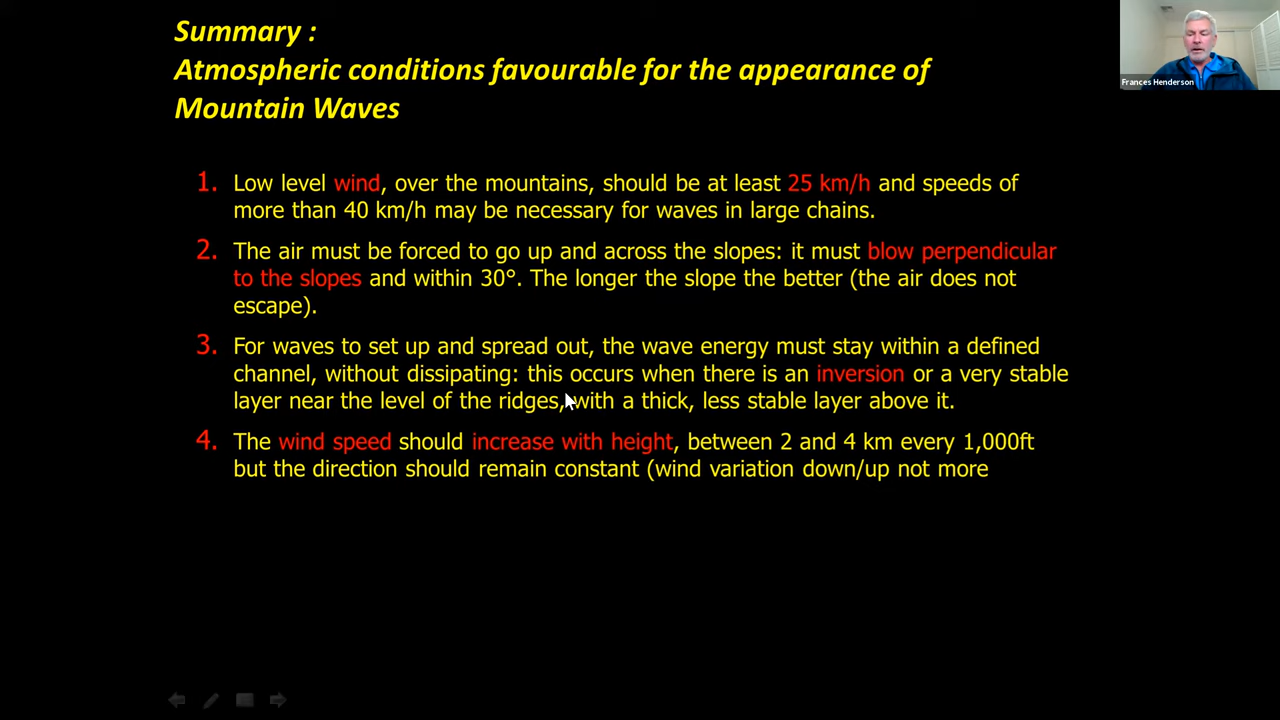 Summary :
Atmospheric conditions favourable for the appearance of
Mountain Waves
Frances Henderson
1. Low level wind, over the mountains, should be at least 25 km/h and speeds of
more than 40 km/h may be necessary for waves in large chains.
2. The air must be forced to go up and across the slopes: it must blow perpendicular
to the slopes and within 30°. The longer the slope the better (the air does not
escape).
3. For waves to set up and spread out, the wave energy must stay within a defined
channel, without dissipating: this occurs when there is an inversion or a very stable
layer near the level of the ridges, with a thick, less stable layer above it.
4. The wind speed should increase with height, between 2 and 4 km every 1,000ft
but the direction should remain constant (wind variation down/up not more